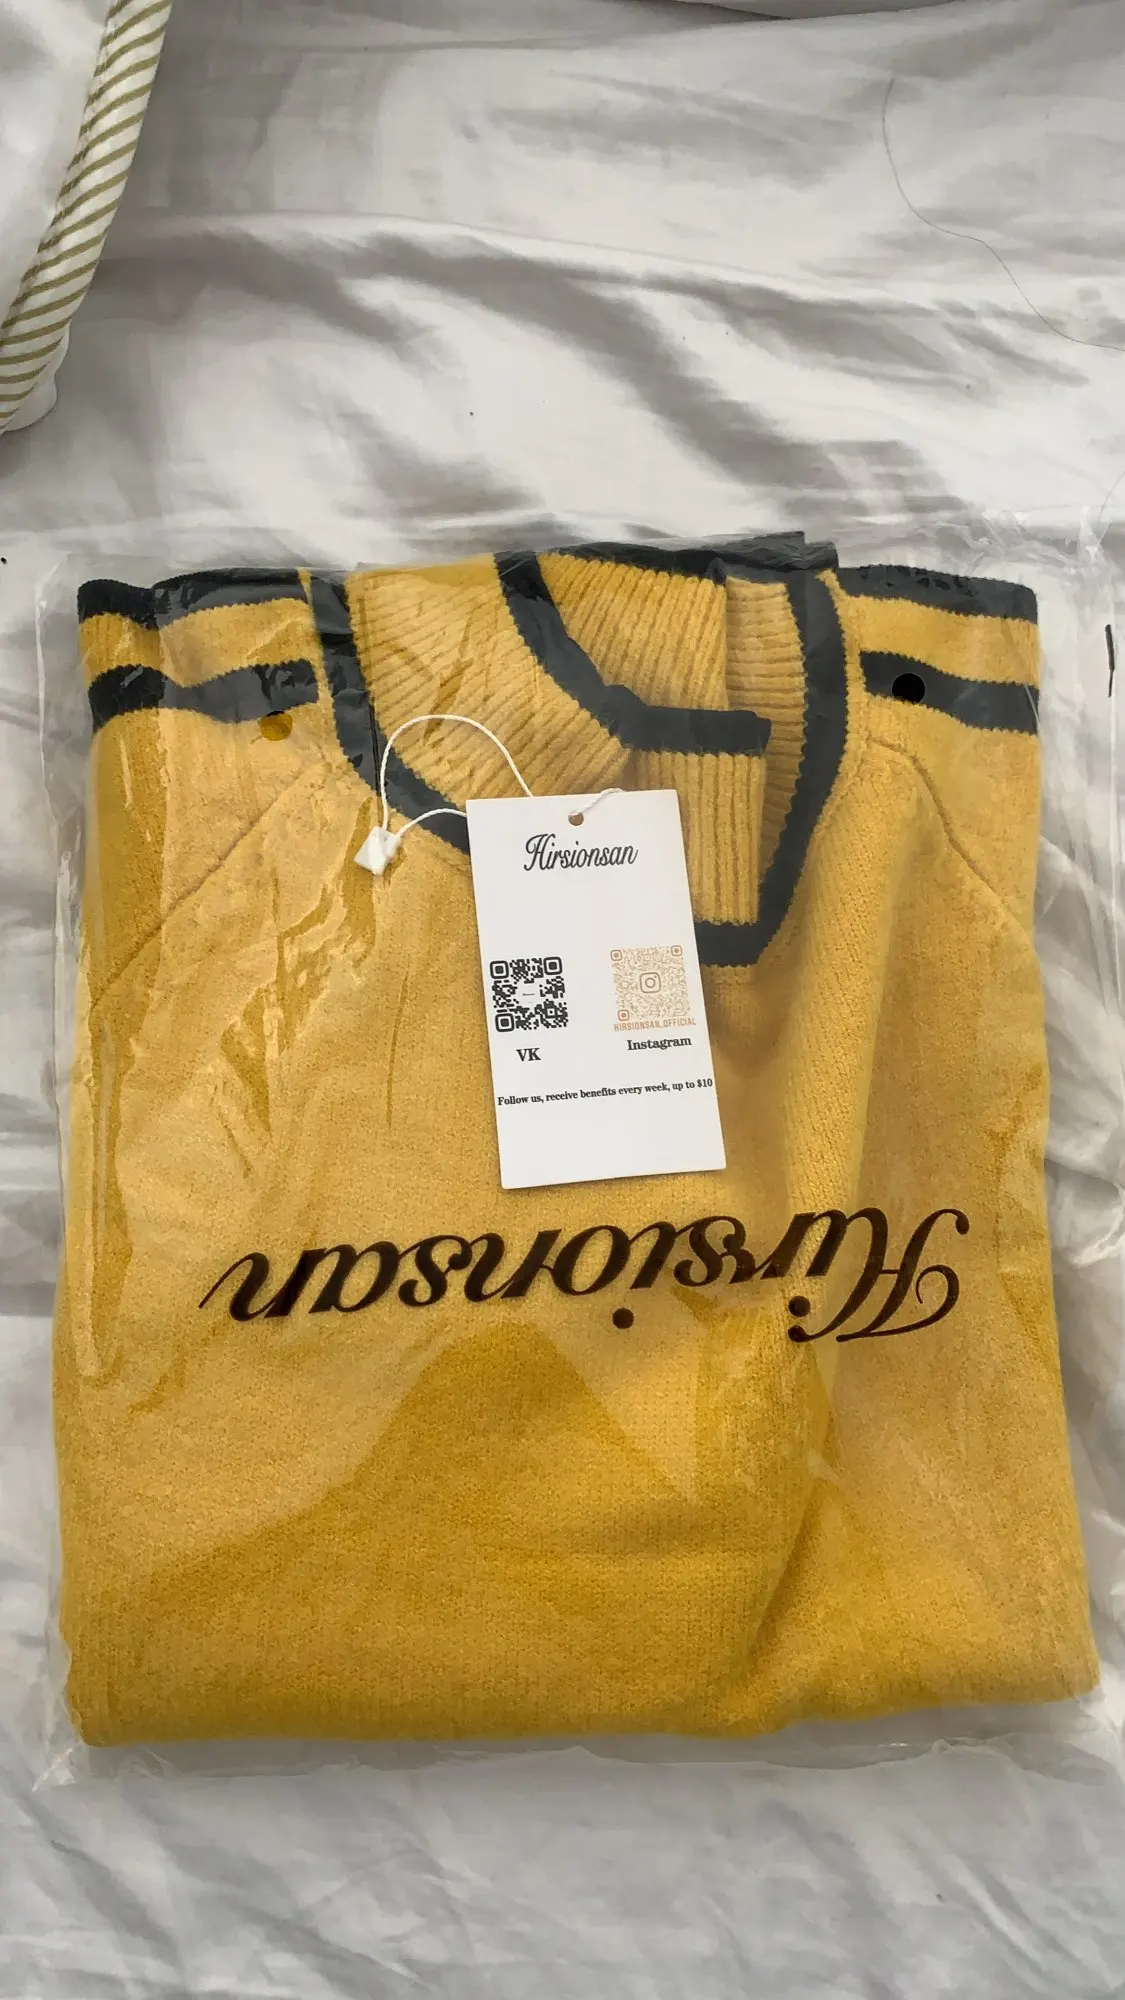 Hirsionsan
HIRSIONSAN_OFFICIAL
VK
Instagram
Follow us, receive benefits every week, up to $10
Hirsionsan